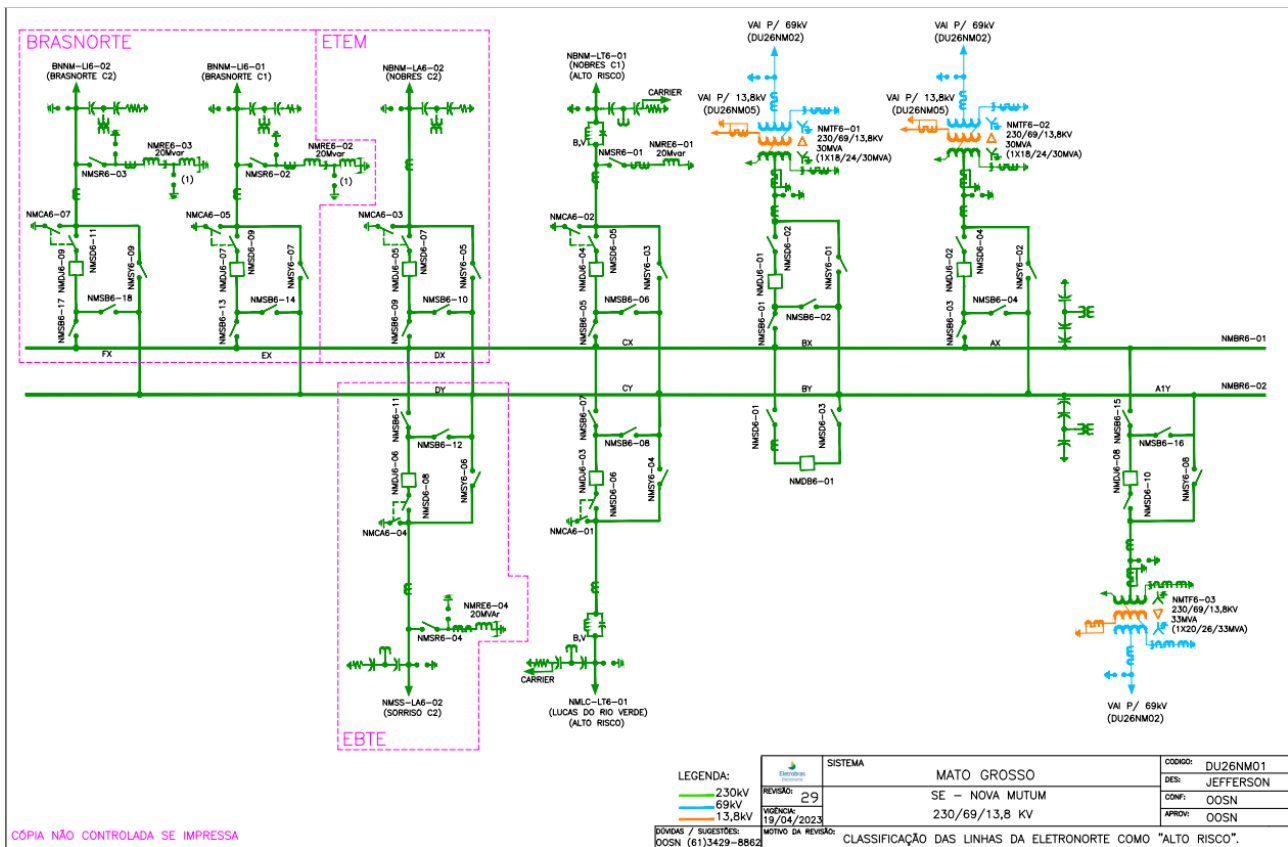 BRASNORTE
ETEM
BNNM-LI6-02
(BRASNORTE C2)
BNNM-LI6-01
(BRASNORTE C1)
NBNM-LA6-02
(NOBRES C2)
NBNM-LT6-01
(NOBRES C1)
(ALTO RISCO)
CARRIER
B,V
VAI P/ 69kV
(DU26NM02)
VAI P/ 13,8kV
(DU26NM05)
NMTF6-01
230/69/13,8KV
30MVA
(1X18/24/30MVA)
VAI P/ 69kV
(DU26NM02)
VAI P/ 13,8kV
(DU26NM05)
NMTF6-02
230/69/13,8KV
30MVA
(1X18/24/30MVA)
NMRE6-03
20Mvar
NMSR6-03
(1)
NMRE6-02
20Mvar
NMSR6-02
(1)
NMRE6-01
20Mvar
NMSR6-01
NMCA6-07
NMSD6-11
NMDJ6-09
NMSY6-09
NMSB6-18
NMSB6-17
NMCA6-05
NMSD6-09
NMDJ6-07
NMSY6-07
NMSB6-14
NMSB6-13
NMCA6-03
NMSD6-07
NMDJ6-05
NMSY6-05
NMSB6-10
NMSB6-09
NMCA6-02
NMSD6-05
NMDJ6-04
NMSY6-03
NMSB6-06
NMSB6-05
NMSD6-02
NMDJ6-01
NMSY6-01
NMSB6-02
NMSB6-01
NMSD6-04
NMDJ6-02
NMSY6-02
NMSB6-04
NMSB6-03
FX
EX
DX
CX
BX
AX
NMBR6-01
DY
CY
BY
A1Y
NMBR6-02
NMSB6-11
NMSB6-12
NMDJ6-06
NMSD6-08
NMSY6-06
NMCA6-04
NMSB6-07
NMSB6-08
NMDJ6-03
NMSD6-06
NMSY6-04
NMCA6-01
NMSD6-01
NMSD6-03
NMDB6-01
NMSB6-15
NMSB6-16
NMDJ6-08
NMSD6-10
NMSY6-08
NMRE6-04
20MVAr
NMSR6-04
NMSS-LA6-02
(SORRISO C2)
EBTE
B,V
CARRIER
NMLC-LT6-01
(LUCAS DO RIO VERDE)
(ALTO RISCO)
NMTF6-03
230/69/13,8KV
33MVA
(1X20/26/33MVA)
VAI P/ 69kV
(DU26NM02)
LEGENDA:
230kV
69kV
13,8kV
DÚVIDAS / SUGESTÕES:
OOSN (61)3429-8862
Eletrobras
Eletronorte
REVISÃO: 29
VIGÊNCIA:
19/04/2023
SISTEMA
MATO GROSSO
SE - NOVA MUTUM
230/69/13,8 KV
CODIGO: DU26NM01
DES: JEFFERSON
CONF: OOSN
APROV: OOSN
MOTIVO DA REVISÃO: CLASSIFICAÇÃO DAS LINHAS DA ELETRONORTE COMO "ALTO RISCO".
CÓPIA NÃO CONTROLADA SE IMPRESSA